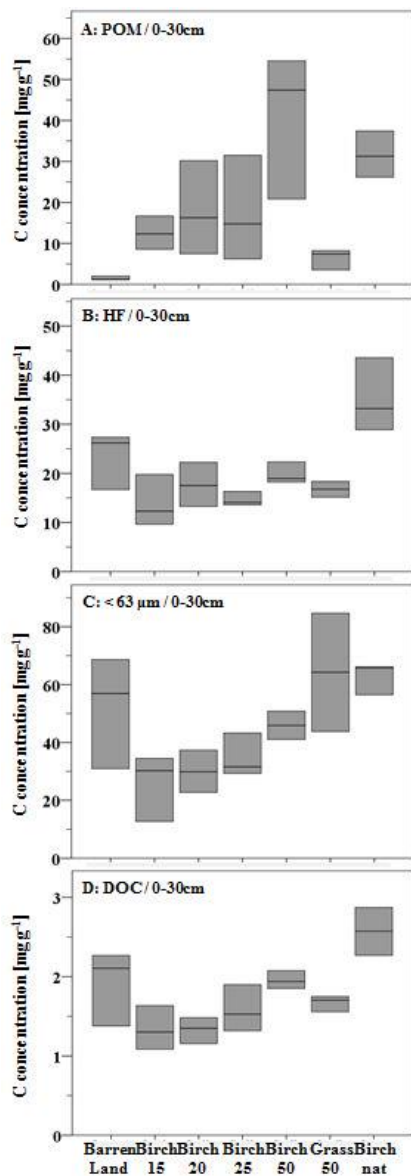 A: POM / 0-30cm
C concentration [mg g⁻¹]
60
50
40
30
20
10
0
B: HF / 0-30cm
C concentration [mg g⁻¹]
50
40
30
20
10
0
C: < 63 µm / 0-30cm
C concentration [mg g⁻¹]
80
60
40
20
0
D: DOC / 0-30cm
C concentration [mg g⁻¹]
3
2
1
0
Barren Birch Birch Birch Birch Grass Birch
Land 15 20 25 50 50 nat